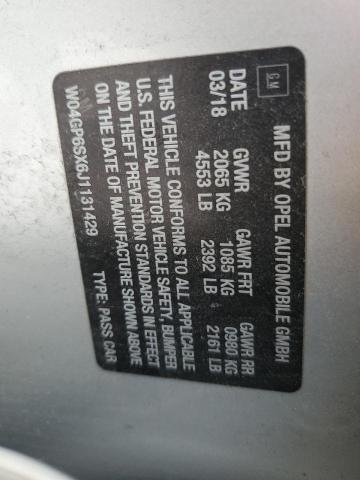 GM
MFD BY OPEL AUTOMOBILE GMBH
DATE GVWR GAWR FRT GAWR RR
03/18 2065 KG 1085 KG 0980 KG
4553 LB 2392 LB 2161 LB
THIS VEHICLE CONFORMS TO ALL APPLICABLE
U.S. FEDERAL MOTOR VEHICLE SAFETY, BUMPER
AND THEFT PREVENTION STANDARDS IN EFFECT
ON THE DATE OF MANUFACTURE SHOWN ABOVE
W04GP6SX6J1131429 TYPE: PASS CAR